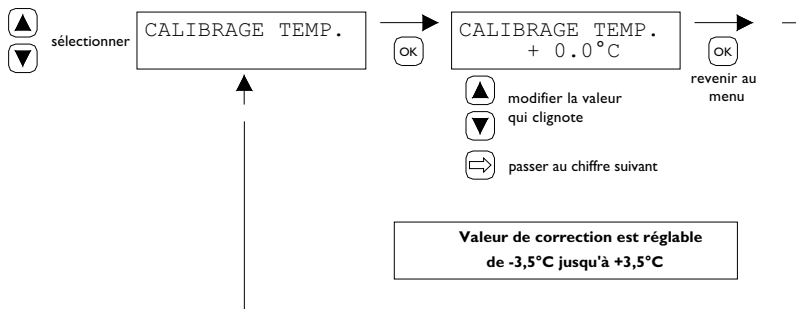 sélectionner
CALIBRAGE TEMP.
OK
CALIBRAGE TEMP.
+ 0.0°C
OK
revenir au
menu
modifier la valeur
qui clignote
passer au chiffre suivant
Valeur de correction est réglable
de -3,5°C jusqu'à +3,5°C